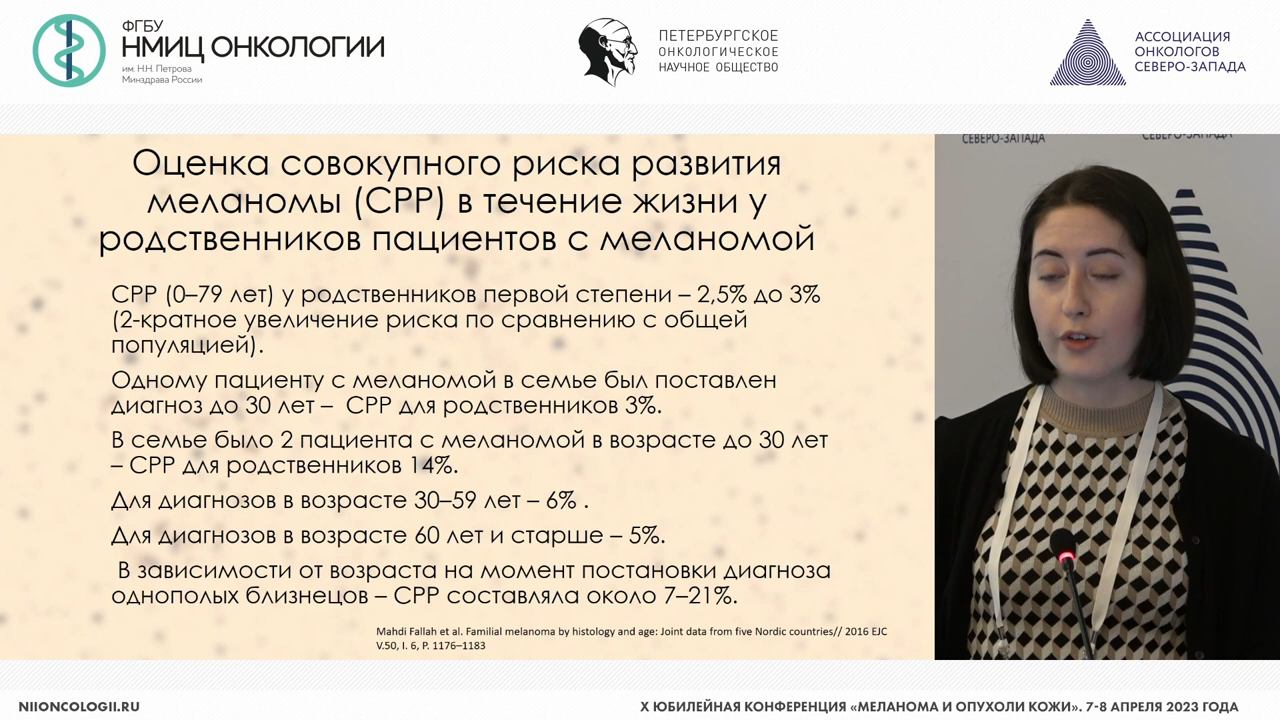 ФГБУ
НМИЦ ОНКОЛОГИИ
им. Н.Н. Петрова
Минздрава России
ПЕТЕРБУРГСКОЕ
ОНКОЛОГИЧЕСКОЕ
НАУЧНОЕ ОБЩЕСТВО
АССОЦИАЦИЯ
ОНКОЛОГОВ
СЕВЕРО-ЗАПАДА
СЕВЕРО-ЗАПАДА
СЕВЕРО-ЗАПАДА
Оценка совокупного риска развития
меланомы (СРР) в течение жизни у
родственников пациентов с меланомой
СРР (0–79 лет) у родственников первой степени – 2,5% до 3%
(2-кратное увеличение риска по сравнению с общей
популяцией).
Одному пациенту с меланомой в семье был поставлен
диагноз до 30 лет – СРР для родственников 3%.
В семье было 2 пациента с меланомой в возрасте до 30 лет
– СРР для родственников 14%.
Для диагнозов в возрасте 30–59 лет – 6% .
Для диагнозов в возрасте 60 лет и старше – 5%.
В зависимости от возраста на момент постановки диагноза
однополых близнецов – СРР составляла около 7–21%.
Mahdi Fallah et al. Familial melanoma by histology and age: Joint data from five Nordic countries// 2016 EJC
V.50, I. 6, P. 1176–1183
NIIONCOLOGII.RU
X ЮБИЛЕЙНАЯ КОНФЕРЕНЦИЯ «МЕЛАНОМА И ОПУХОЛИ КОЖИ». 7-8 АПРЕЛЯ 2023 ГОДА